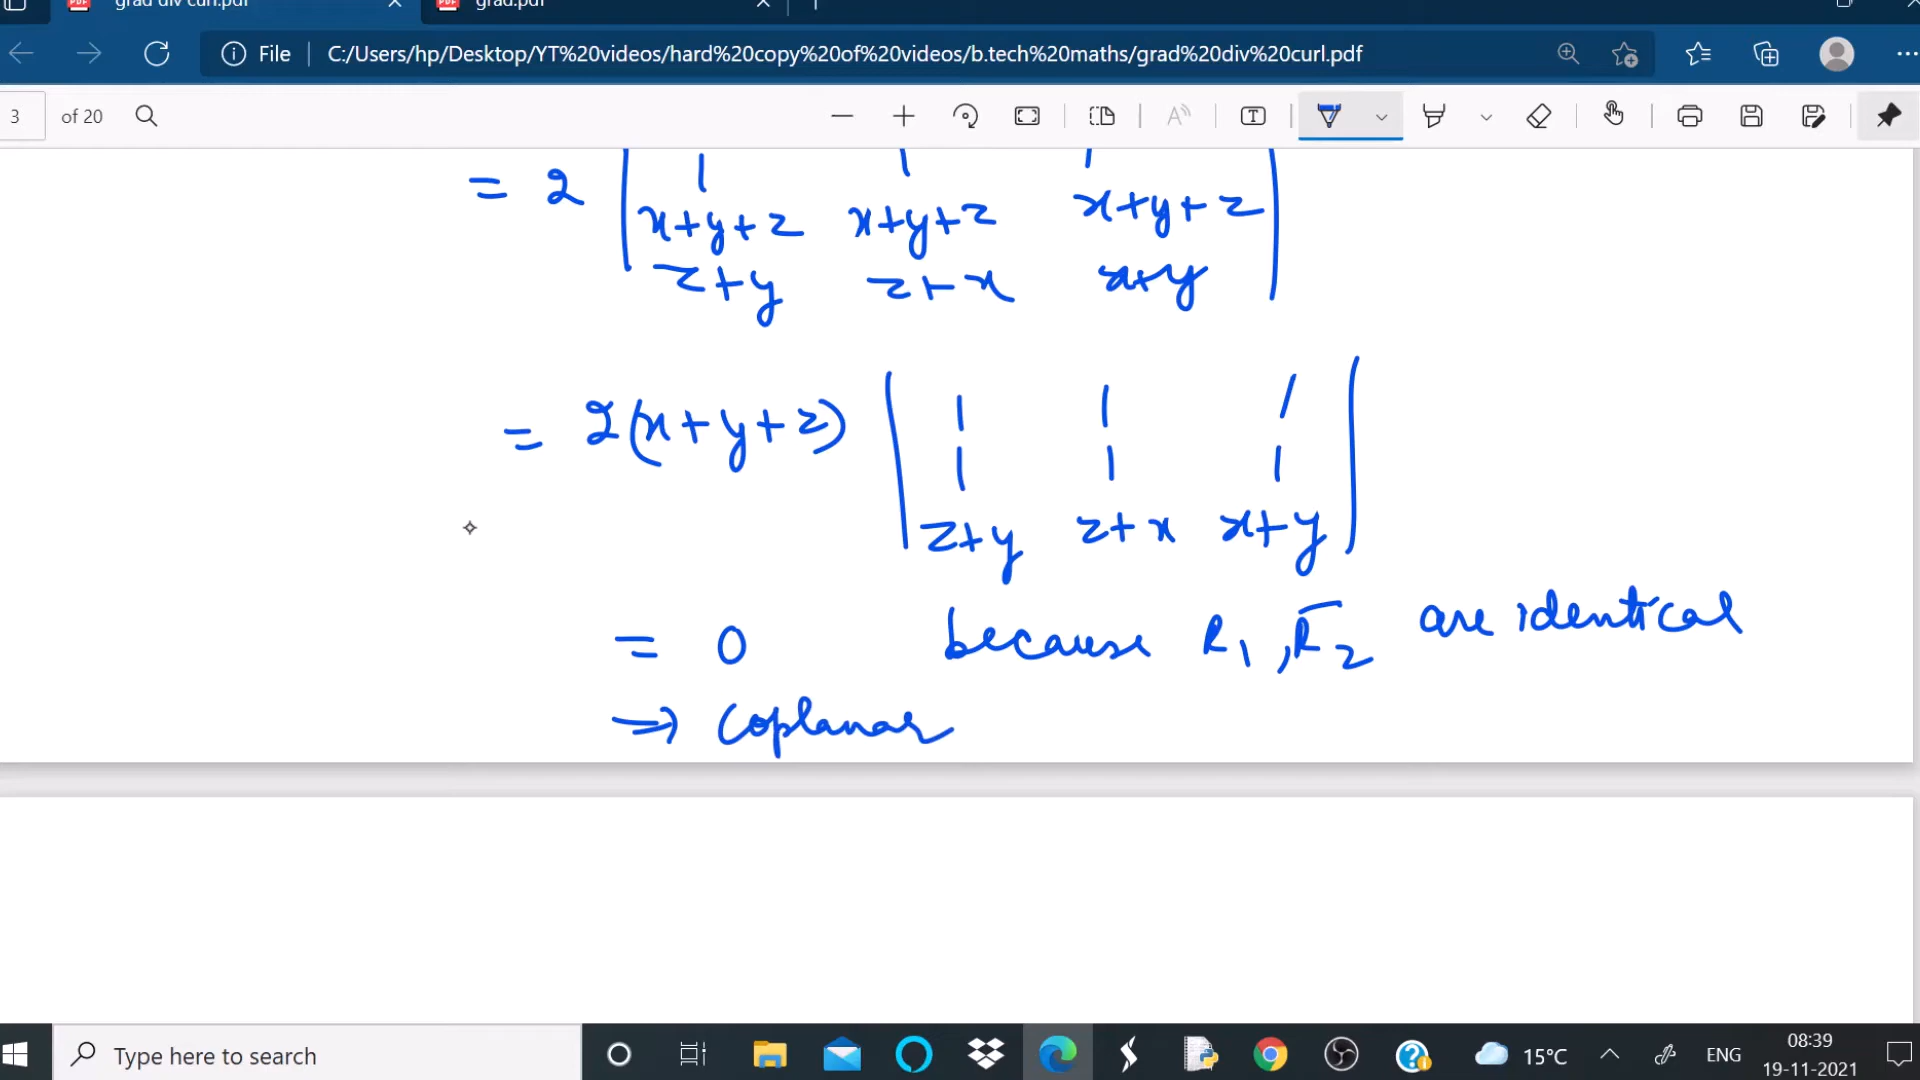 grad div curl.pdf grad.pdf
File C:/Users/hp/Desktop/YT%20videos/hard%20copy%20of%20videos/b.tech%20maths/grad%20div%20curl.pdf
3 of 20
= 2 | 1 1 1 |
x+y+z x+y+z x+y+z
z+y z+x x+y
= 2(x+y+z) | 1 1 1 |
1 1 1
z+y z+x x+y
= 0 because R1, R2 are identical
⇒ Coplanar
Type here to search
15°C ENG 08:39
19-11-2021